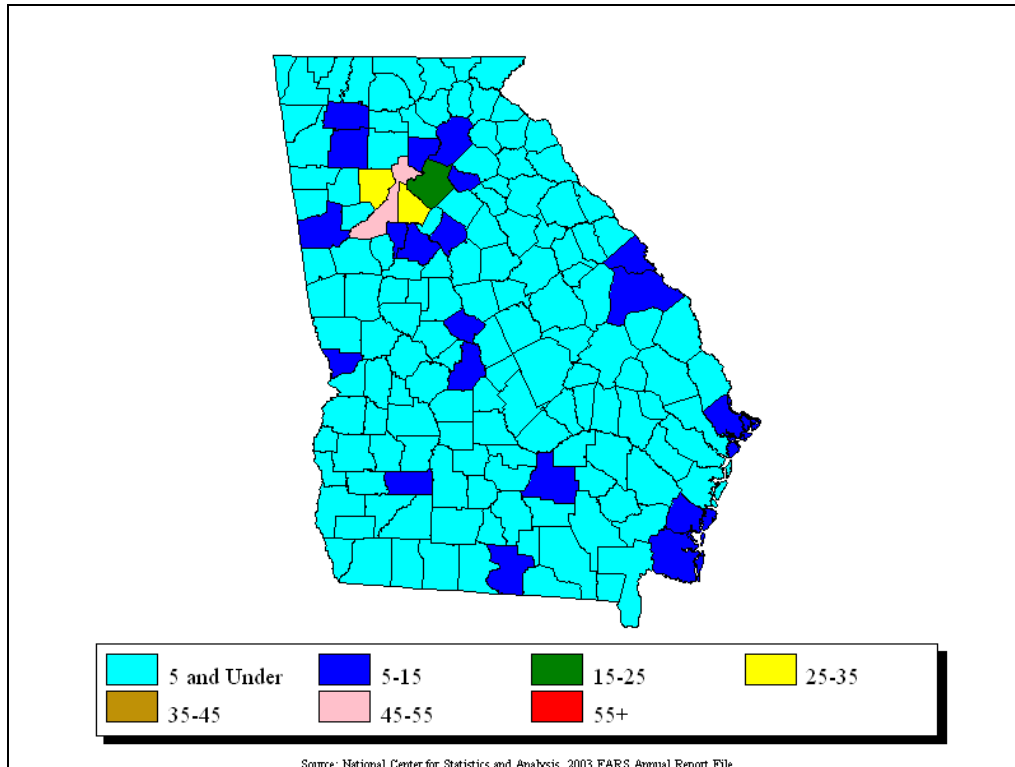 5 and Under 5-15 15-25 25-35
35-45 45-55 55+
Source: National Center for Statistics and Analysis, 2003 FARS Annual Report File